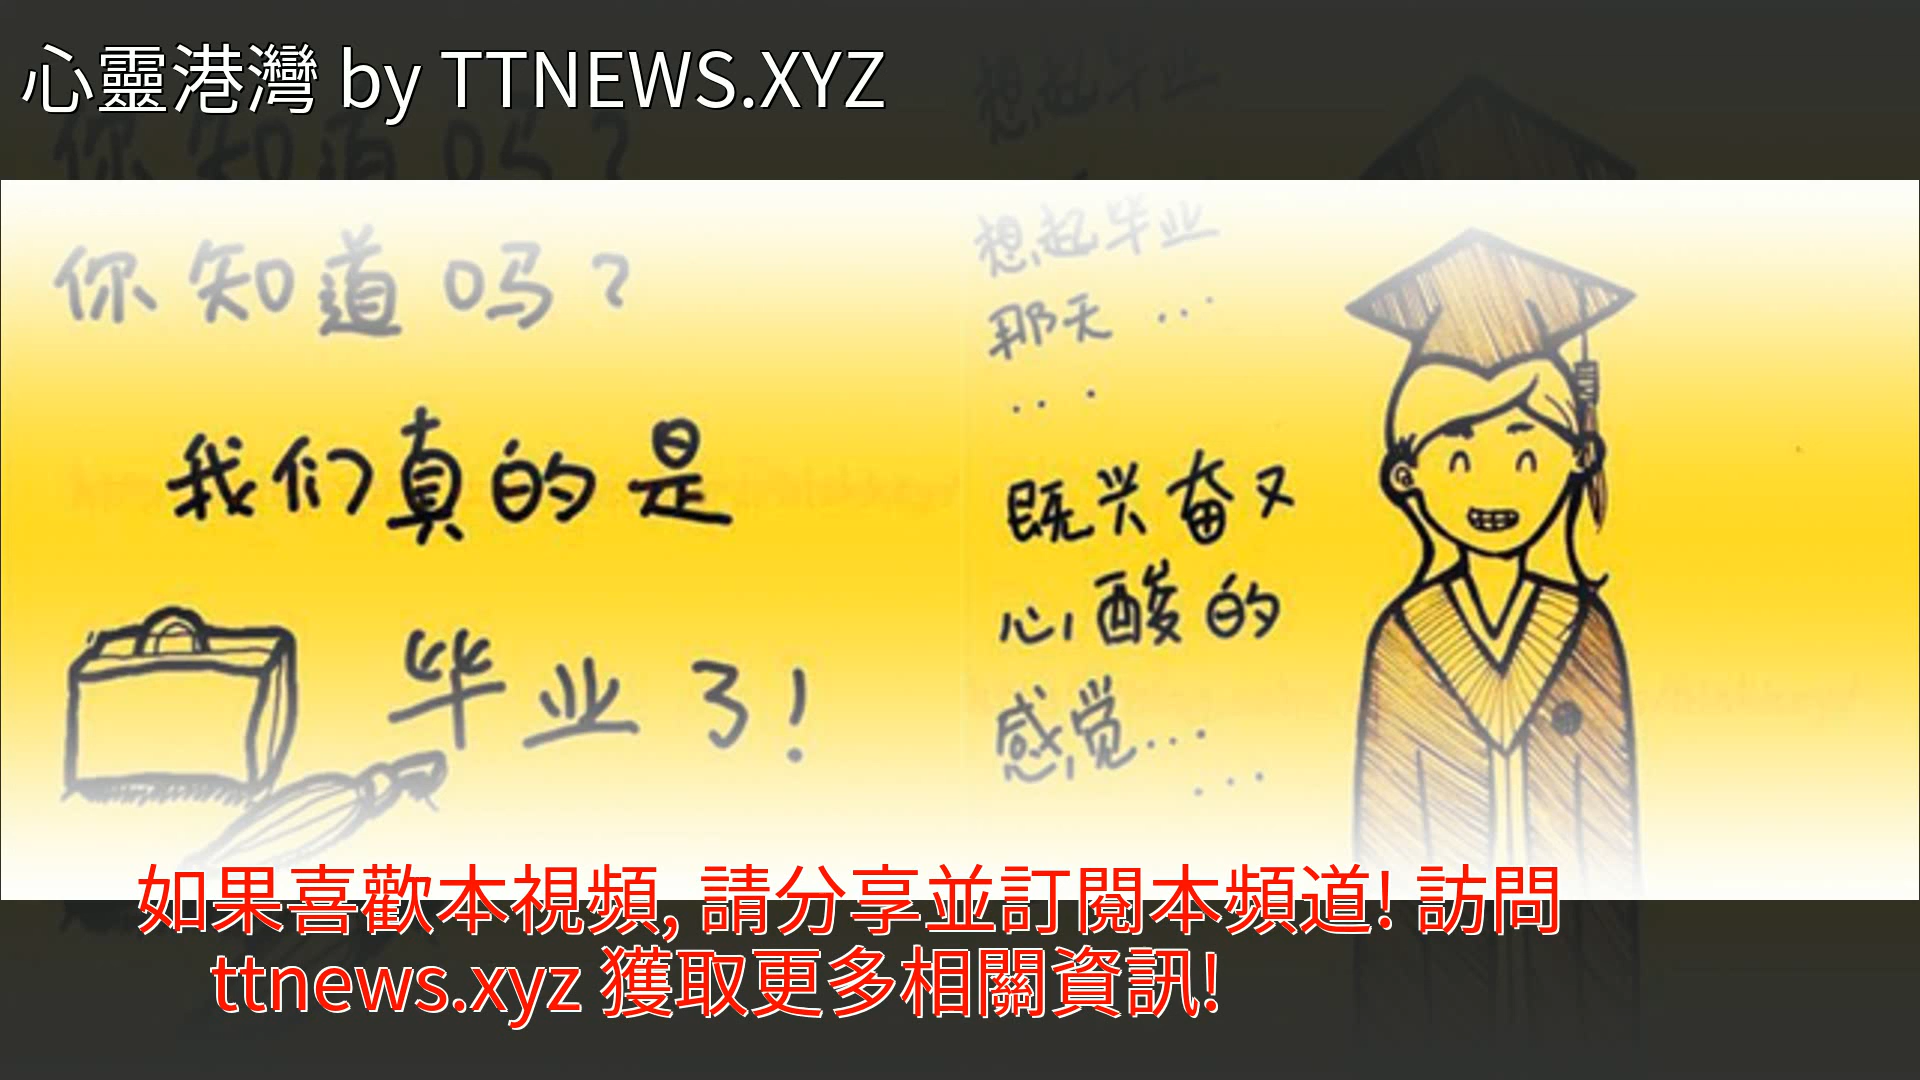 心靈港灣 by TTNEWS.XYZ
你知道吗？
我们真的是
毕业了！
想起毕业
那天...
...
既兴奋又
心酸的
感觉...
...
如果喜歡本視頻, 請分享並訂閱本頻道! 訪問
ttnews.xyz 獲取更多相關資訊!